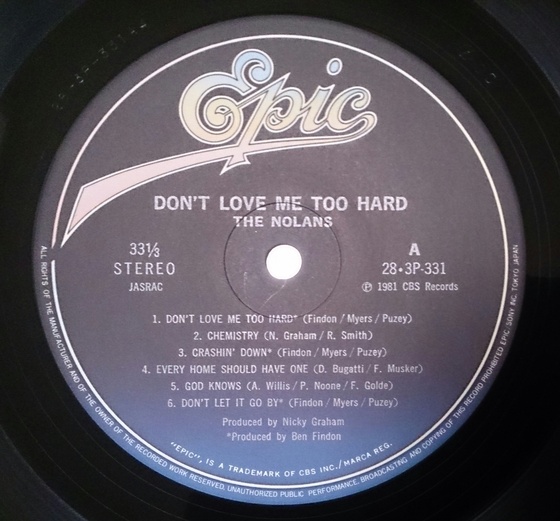 Epic
DON'T LOVE ME TOO HARD
THE NOLANS
33⅓
STEREO
JASRAC
A
28・3P-331
Ⓟ 1981 CBS Records
1. DON'T LOVE ME TOO HARD* (Findon / Myers / Puzey)
2. CHEMISTRY (N. Graham / R. Smith)
3. CRASHIN' DOWN* (Findon / Myers / Puzey)
4. EVERY HOME SHOULD HAVE ONE (D. Bugatti / F. Musker)
5. GOD KNOWS (A. Willis / P. Noone / F. Golde)
6. DON'T LET IT GO BY* (Findon / Myers / Puzey)
Produced by Nicky Graham
*Produced by Ben Findon
"EPIC", IS A TRADEMARK OF CBS INC./MARCA REG.
ALL RIGHTS OF THE MANUFACTURER AND OF THE OWNER OF THE RECORDED WORK RESERVED. UNAUTHORIZED PUBLIC PERFORMANCE, BROADCASTING AND COPYING OF THIS RECORD PROHIBITED EPIC/SONY INC. TOKYO JAPAN